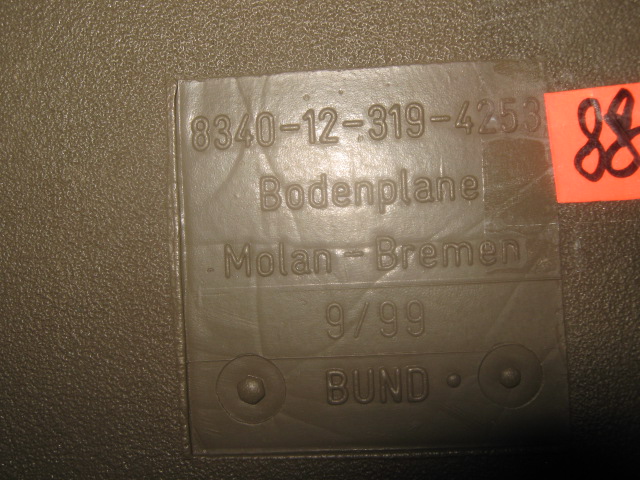 8340-12-319-4253
Bodenplane
Molan-Bremen
9/99
BUND
88